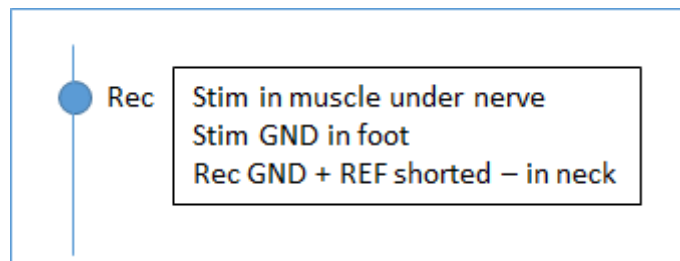 Rec
Stim in muscle under nerve
Stim GND in foot
Rec GND + REF shorted – in neck